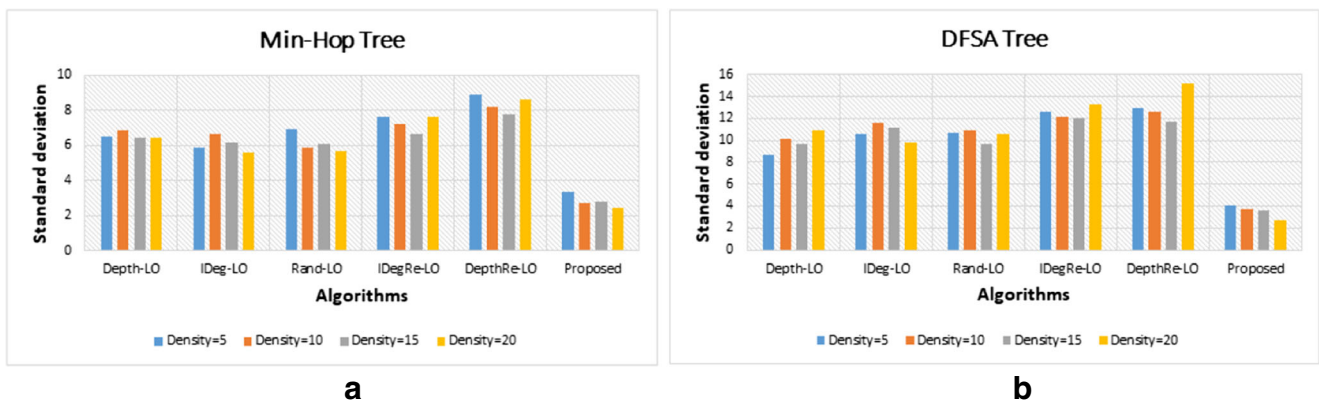 Min-Hop Tree
10
8
6
4
2
0
Standard deviation
Depth-LO IDeg-LO Rand-LO IDegRe-LO DepthRe-LO Proposed
Algorithms
Density=5 Density=10 Density=15 Density=20
a
DFSA Tree
16
14
12
10
8
6
4
2
0
Standard deviation
Depth-LO IDeg-LO Rand-LO IDegRe-LO DepthRe-LO Proposed
Algorithms
Density=5 Density=10 Density=15 Density=20
b